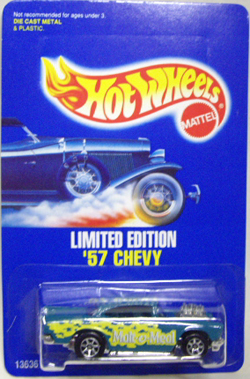 Not recommended for ages under 3.
DIE CAST METAL
& PLASTIC.
Hot Wheels
MATTEL
LIMITED EDITION
'57 CHEVY
13636